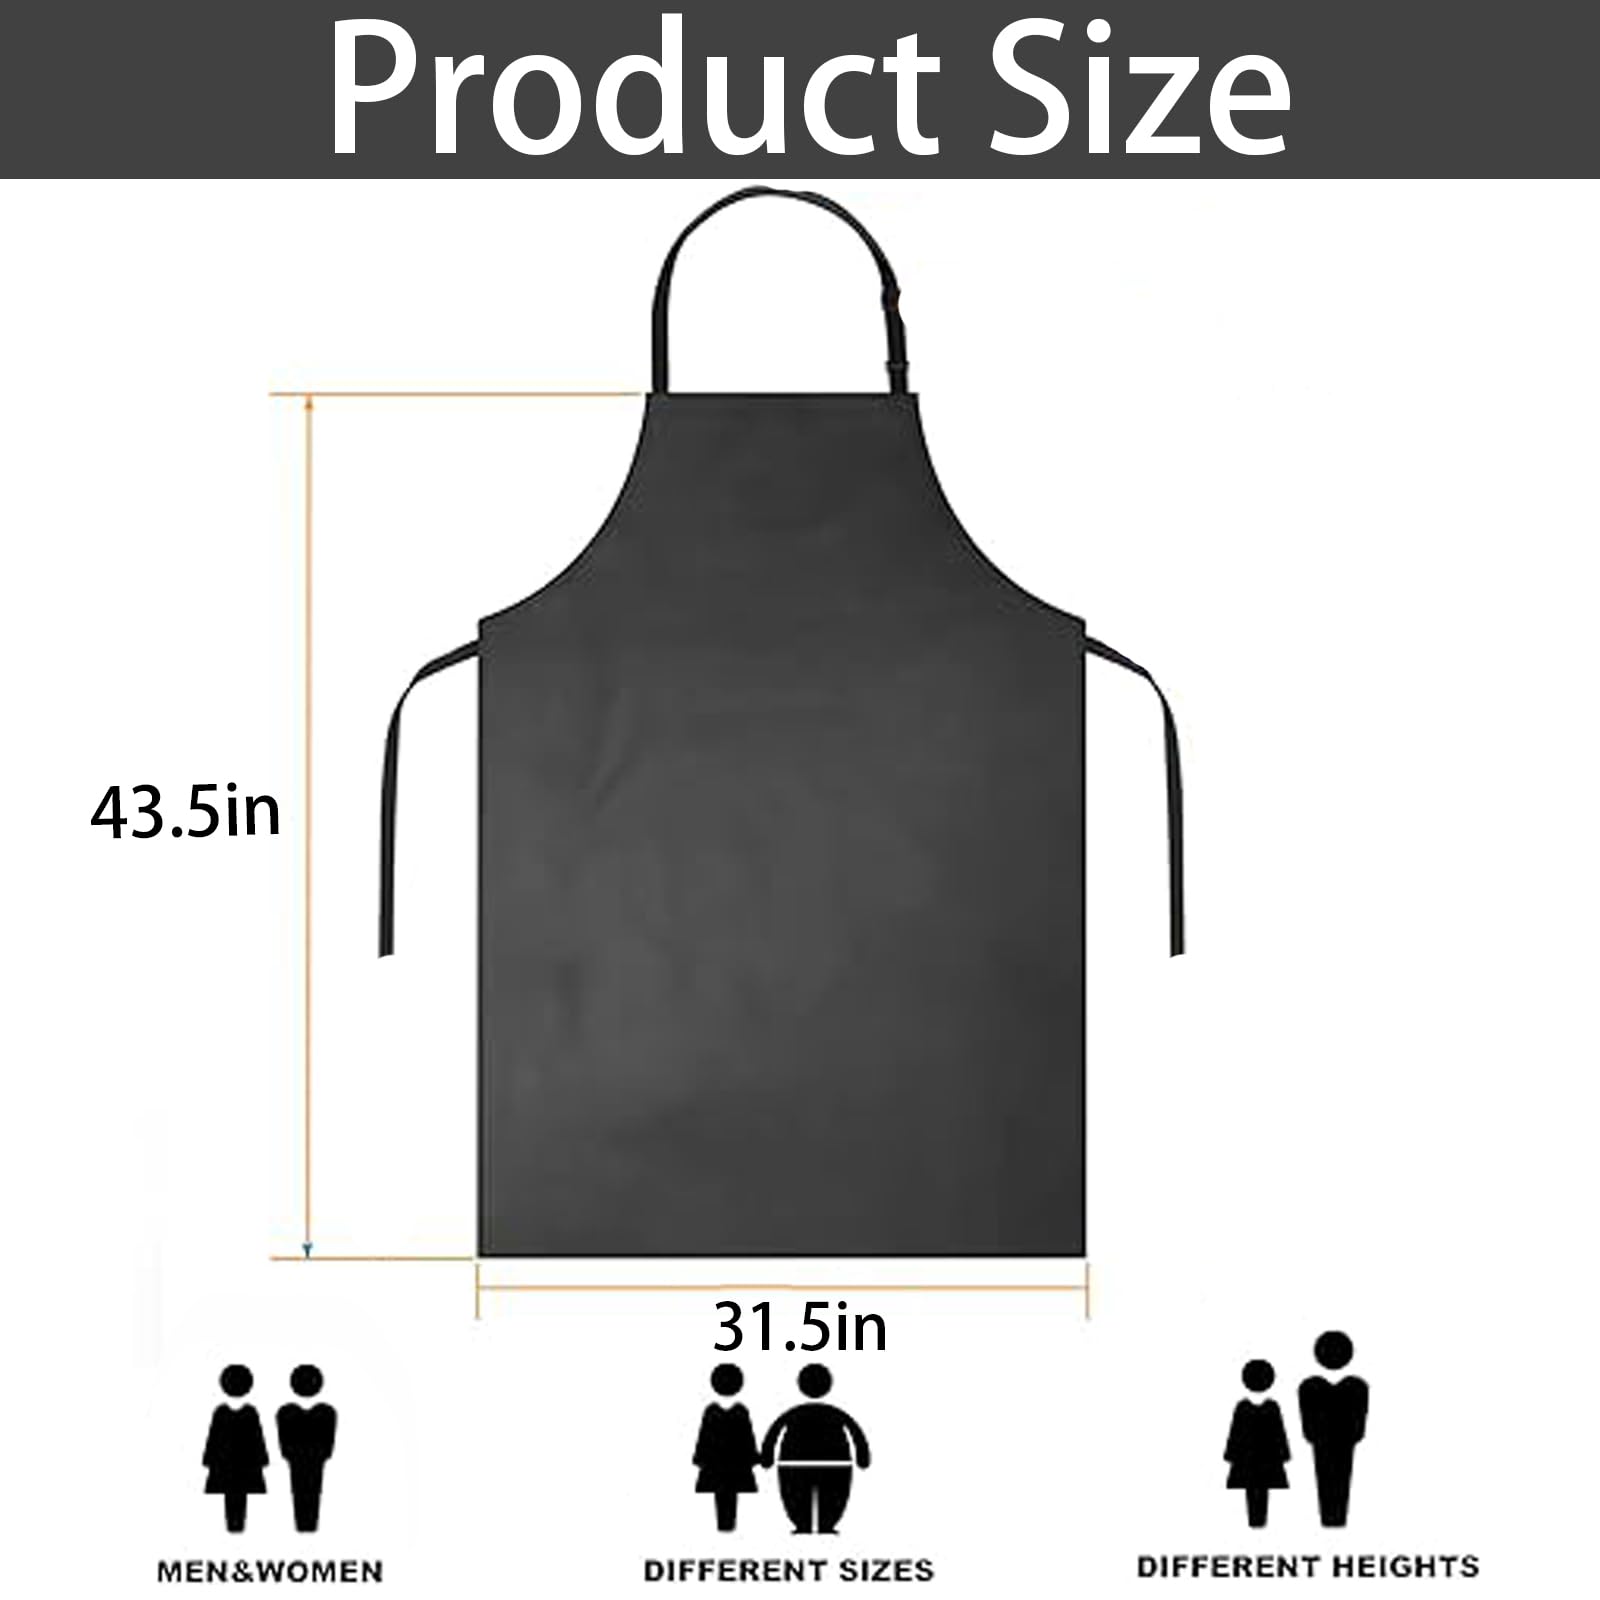 Product Size
43.5in
31.5in
MEN&WOMEN
DIFFERENT SIZES
DIFFERENT HEIGHTS